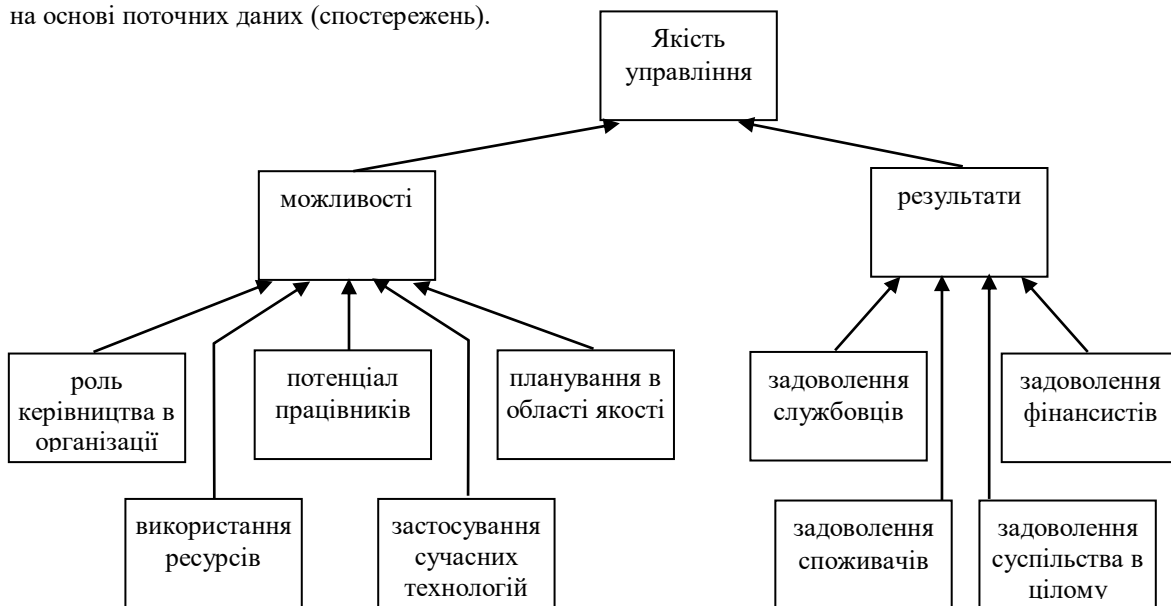 на основі поточних даних (спостережень).
Якість
управління
можливості
результати
роль
керівництва в
організації
потенціал
працівників
планування в
області якості
задоволення
службовців
задоволення
фінансистів
використання
ресурсів
застосування
сучасних
технологій
задоволення
споживачів
задоволення
суспільства в
цілому